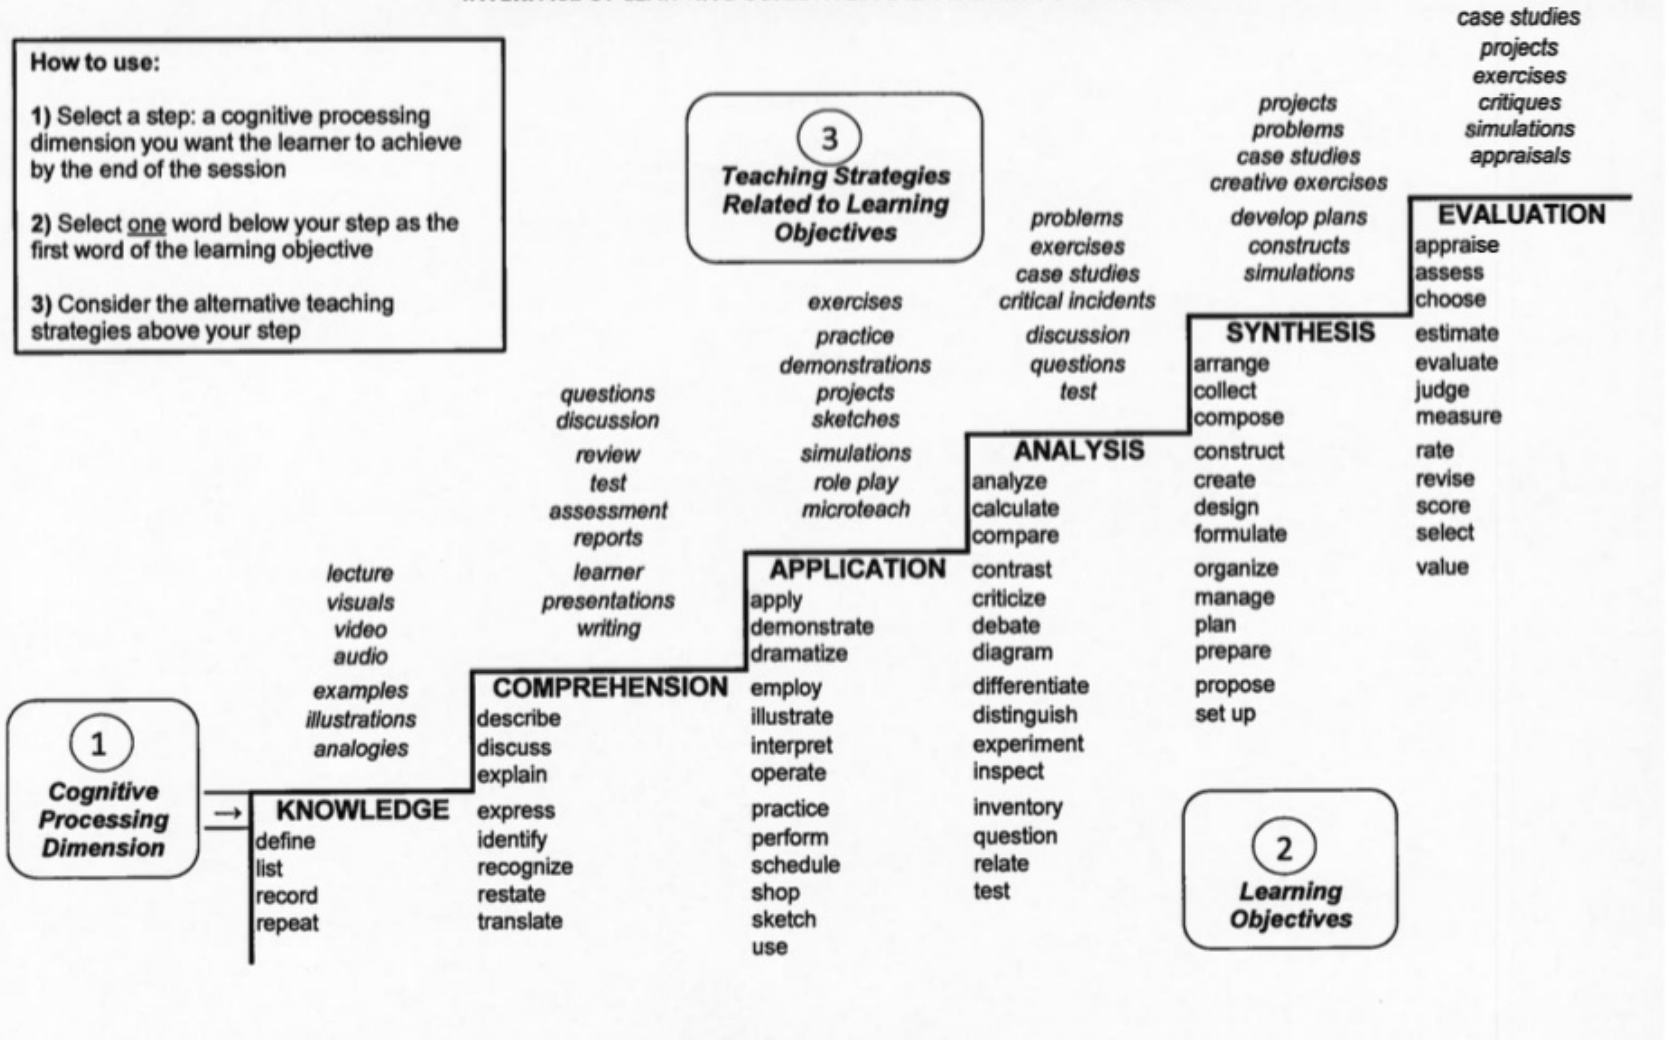 How to use:
1) Select a step: a cognitive processing
dimension you want the learner to achieve
by the end of the session
2) Select one word below your step as the
first word of the learning objective
3) Consider the alternative teaching
strategies above your step
1
Cognitive
Processing
Dimension
→
lecture
visuals
video
audio
examples
illustrations
analogies
KNOWLEDGE
define
list
record
repeat
questions
discussion
review
test
assessment
reports
learner
presentations
writing
COMPREHENSION
describe
discuss
explain
express
identify
recognize
restate
translate
3
Teaching Strategies
Related to Learning
Objectives
exercises
practice
demonstrations
projects
sketches
simulations
role play
microteach
APPLICATION
apply
demonstrate
dramatize
employ
illustrate
interpret
operate
practice
perform
schedule
shop
sketch
use
problems
exercises
case studies
critical incidents
discussion
questions
test
ANALYSIS
analyze
calculate
compare
contrast
criticize
debate
diagram
differentiate
distinguish
experiment
inspect
inventory
question
relate
test
projects
problems
case studies
creative exercises
develop plans
constructs
simulations
SYNTHESIS
arrange
collect
compose
construct
create
design
formulate
organize
manage
plan
prepare
propose
set up
case studies
projects
exercises
critiques
simulations
appraisals
EVALUATION
appraise
assess
choose
estimate
evaluate
judge
measure
rate
revise
score
select
value
2
Learning
Objectives